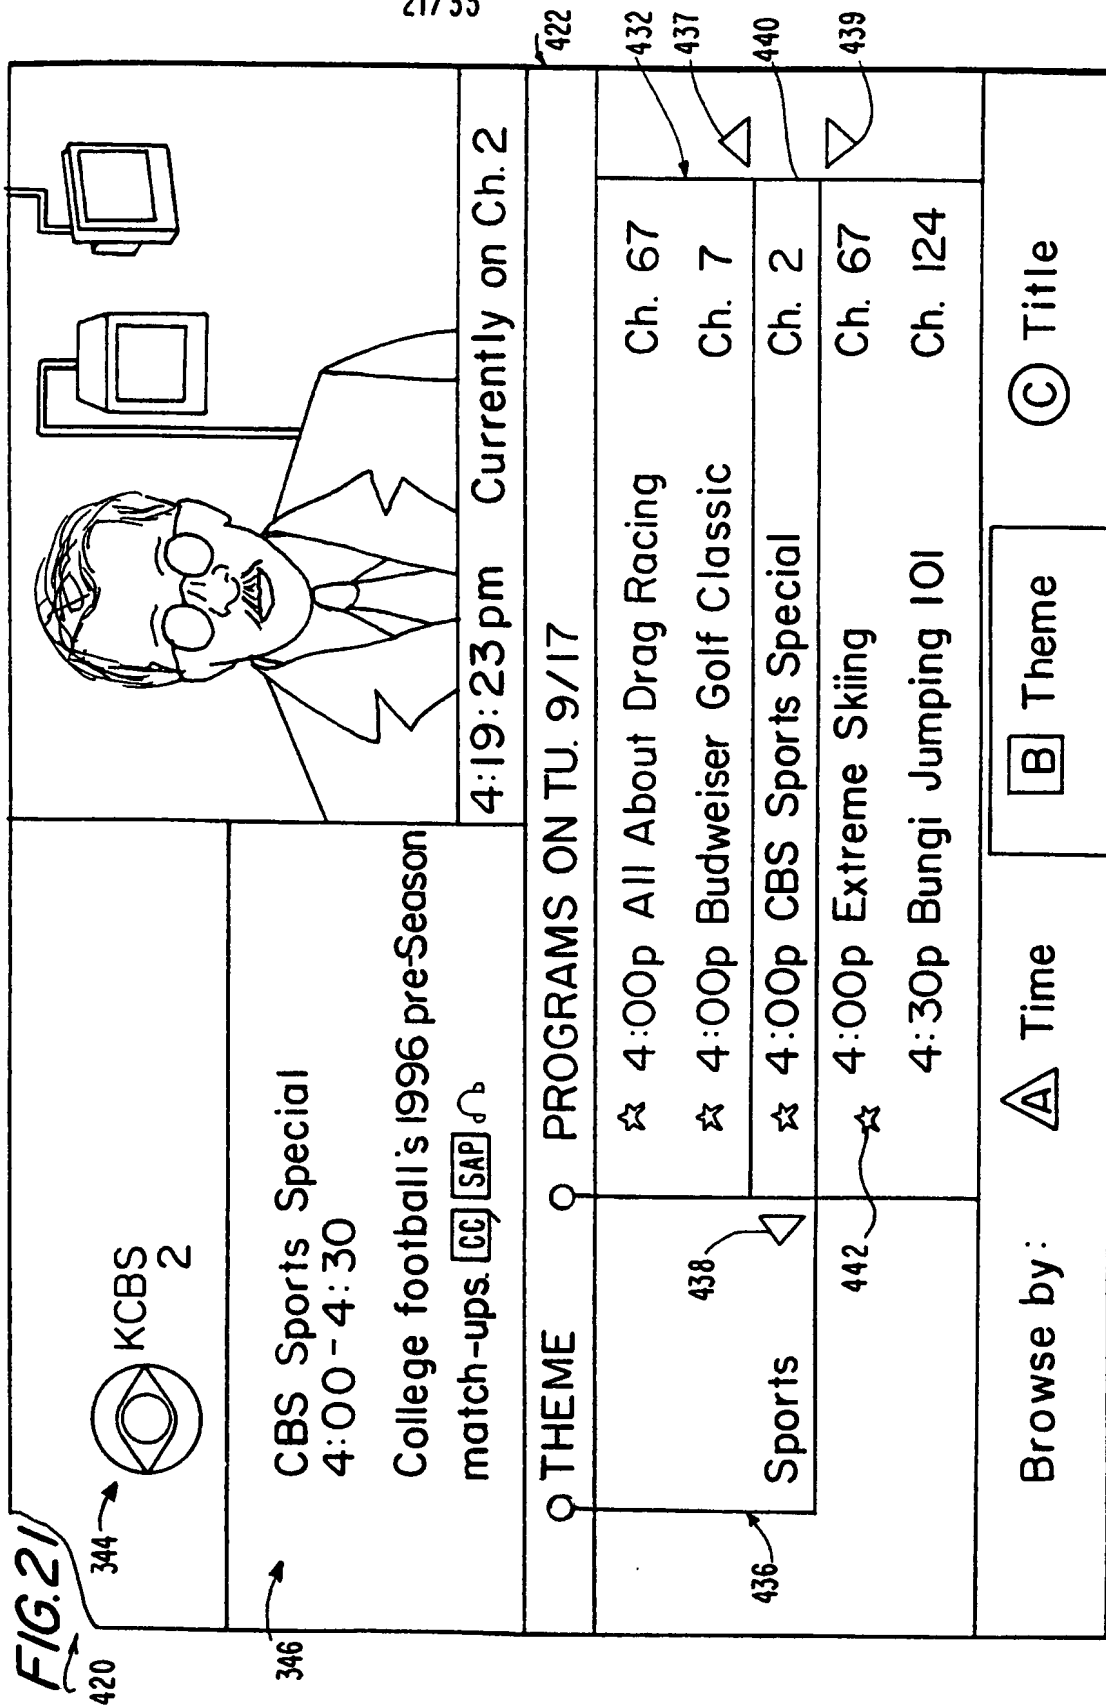 21/55
FIG.21
420
344
KCBS
2
346
CBS Sports Special
4:00-4:30
College football's 1996 pre-Season
match-ups. CC SAP
4:19:23pm Currently on Ch. 2
422
THEME
PROGRAMS ON TU. 9/17
432
437
440
439
436
438
442
Sports
☆ 4:00p All About Drag Racing Ch. 67
☆ 4:00p Budweiser Golf Classic Ch. 7
☆ 4:00p CBS Sports Special Ch. 2
☆ 4:00p Extreme Skiing Ch. 67
4:30p Bungi Jumping 101 Ch. 124
Browse by: A Time B Theme C Title